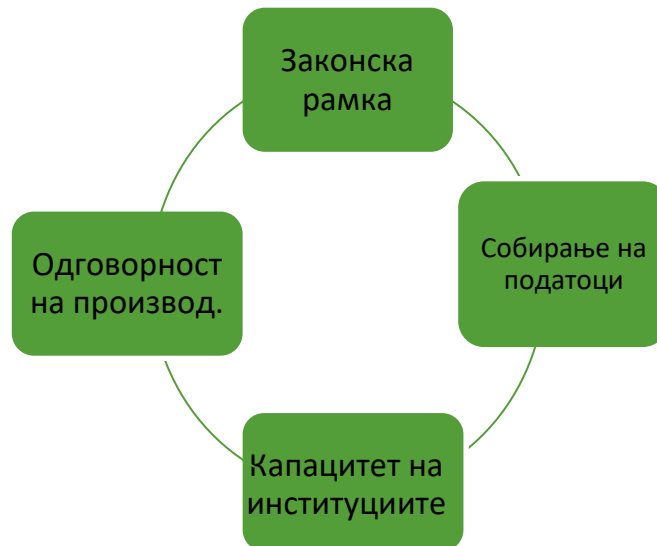 Законска
рамка
Собирање на
податоци
Капацитет на
институциите
Одговорност
на производ.